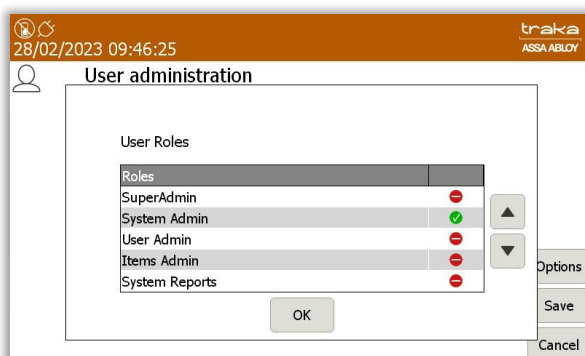 traka
28/02/2023 09:46:25
ASSA ABLOY
User administration
User Roles
Roles
SuperAdmin
System Admin
User Admin
Items Admin
System Reports
OK
Options
Save
Cancel